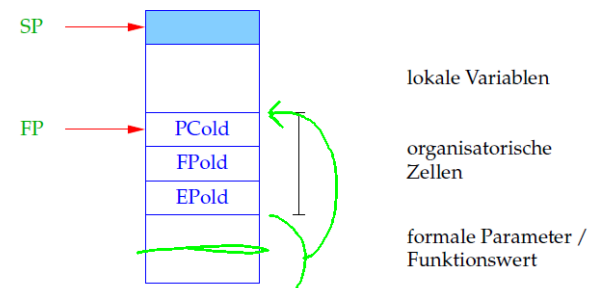 SP
lokale Variablen
FP
PCold
organisatorische
Zellen
FPold
EPold
formale Parameter /
Funktionswert